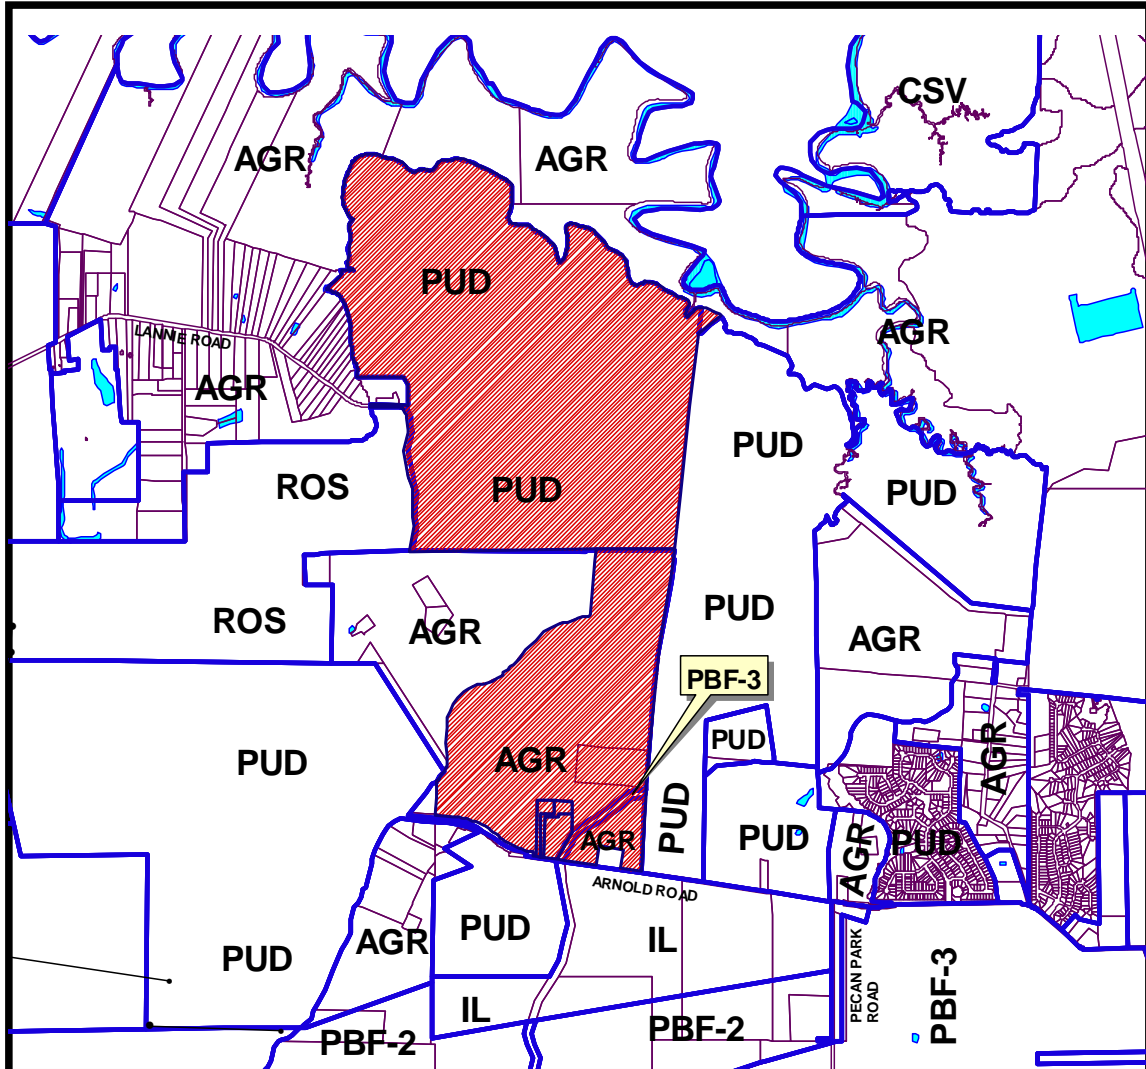 CSV
AGR
AGR
PUD
AGR
LANNIE ROAD
AGR
PUD
ROS
PUD
PUD
PUD
ROS
AGR
AGR
PBF-3
PUD
AGR
PUD
AGR
PUD
PUD
AGR
AGR
PUD
ARNOLD ROAD
PUD
AGR
IL
PUD
PECAN PARK
ROAD
PBF-3
IL
PBF-2
PBF-2